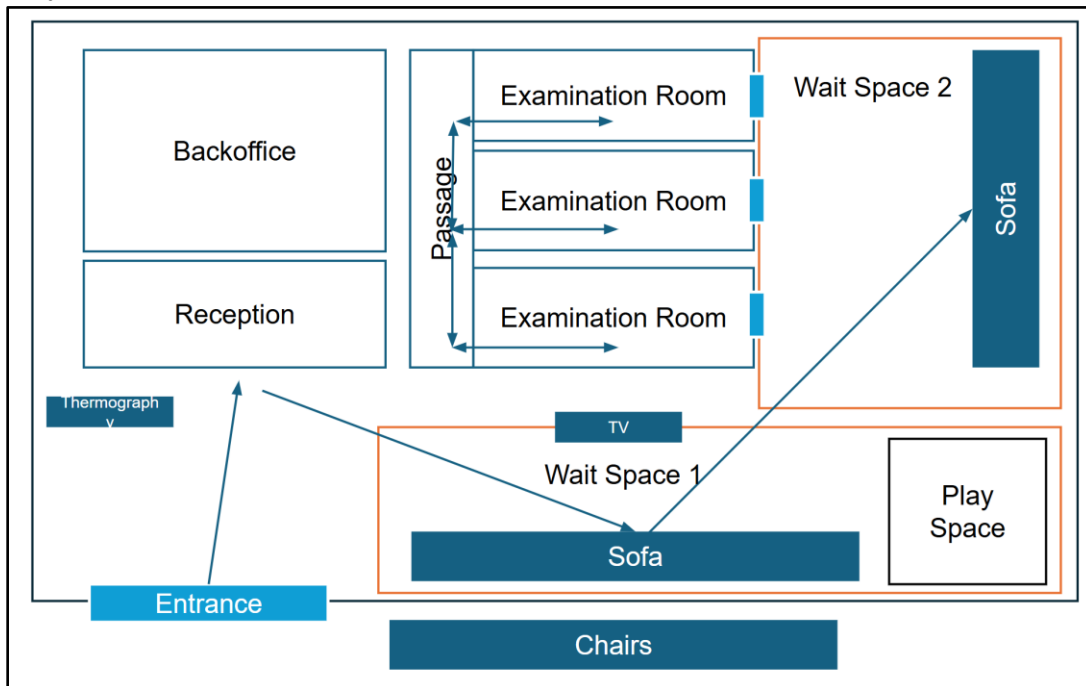 Backoffice
Reception
Passage
Examination Room
Examination Room
Examination Room
Wait Space 2
Sofa
Thermograph
y
TV
Wait Space 1
Sofa
Play
Space
Entrance
Chairs